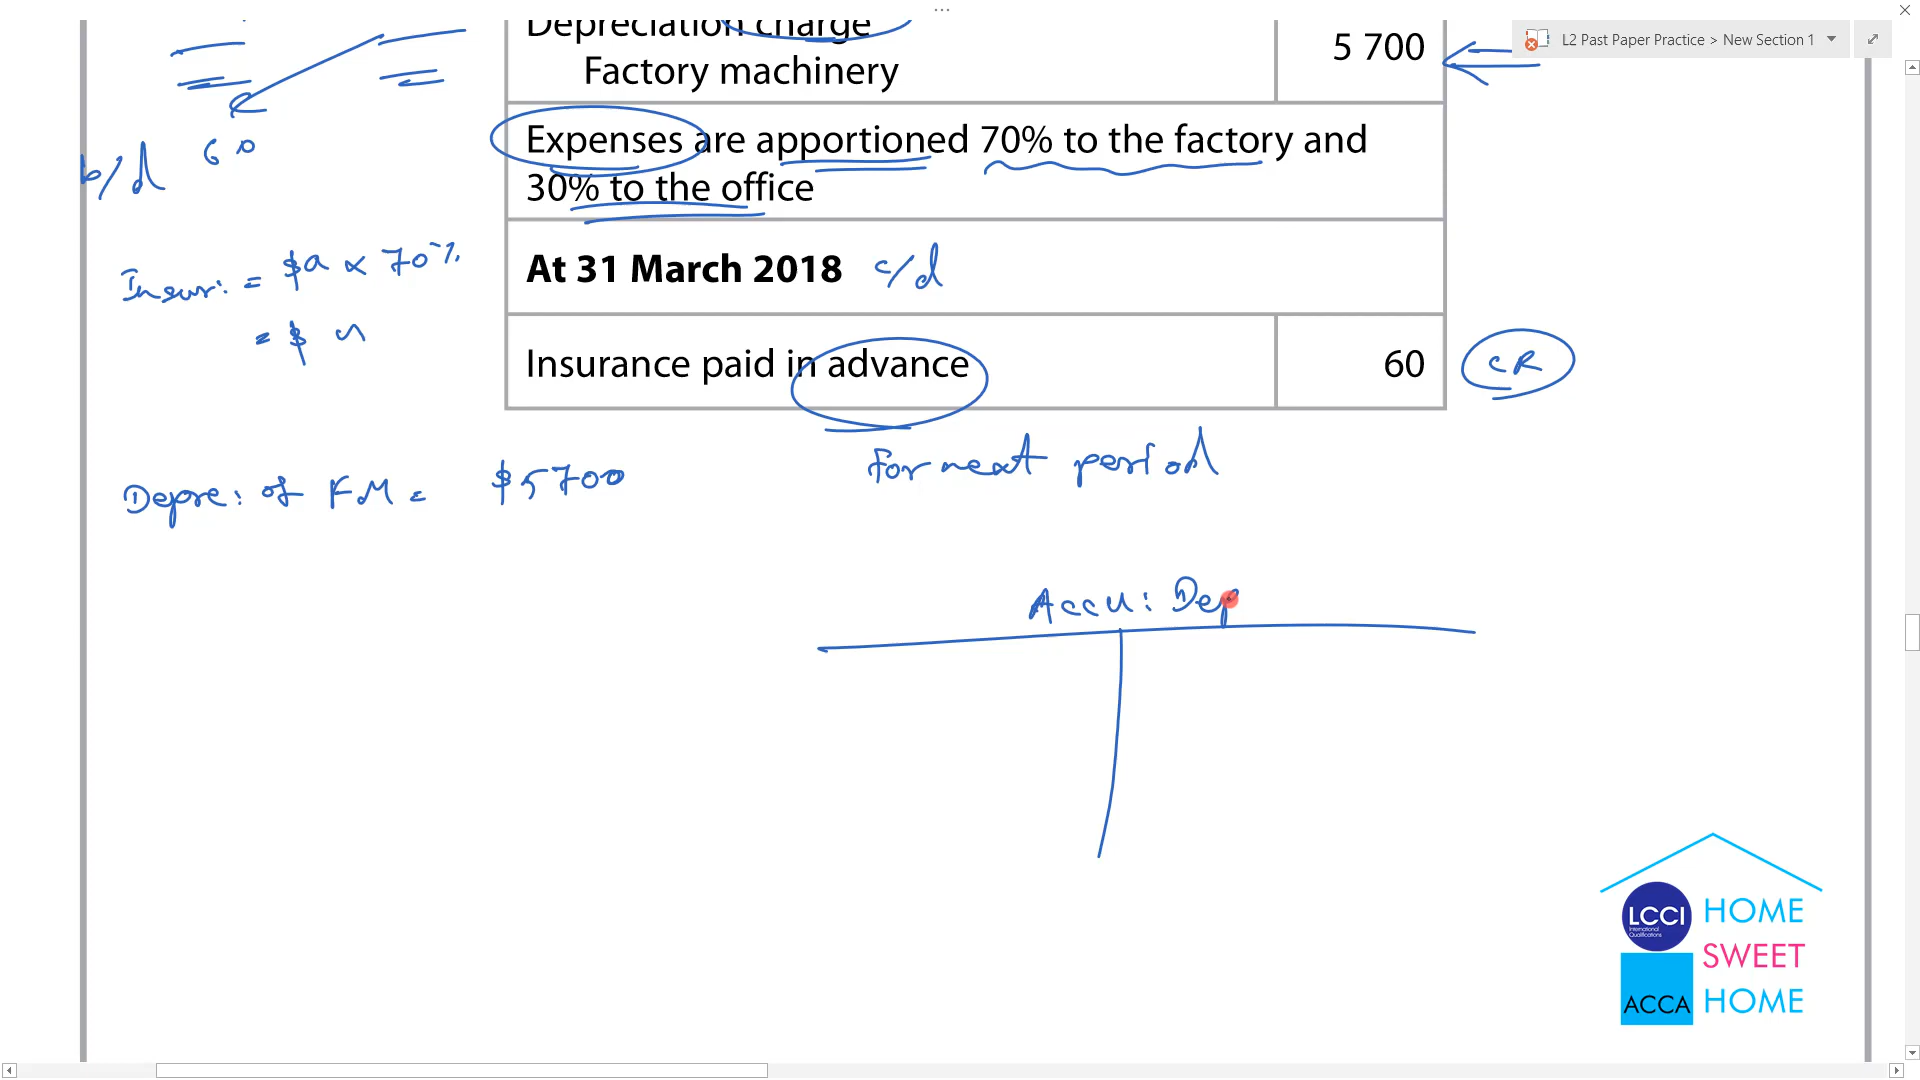 L2 Past Paper Practice > New Section 1
Depreciation charge
Factory machinery
5 700
Expenses are apportioned 70% to the factory and
30% to the office
b/d 60
At 31 March 2018 c/d
Insur: = $a × 70%
= $
Insurance paid in advance
60
CR
for next period
Depre: of FM = $5700
Accu: Dep
LCCI
International
Qualifications
ACCA
HOME
SWEET
HOME